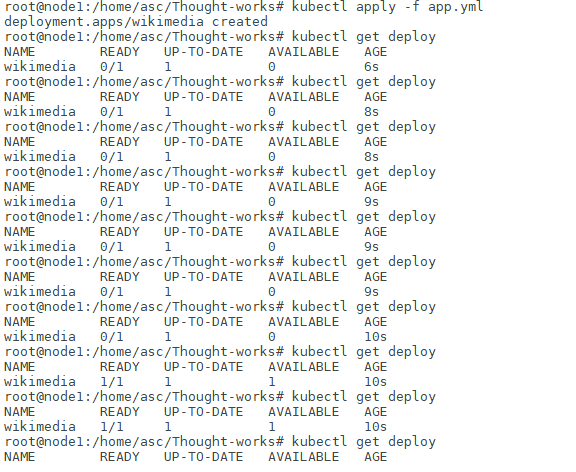 root@node1:/home/asc/Thought-works# kubectl apply -f app.yml
deployment.apps/wikimedia created
root@node1:/home/asc/Thought-works# kubectl get deploy
NAME        READY   UP-TO-DATE   AVAILABLE   AGE
wikimedia   0/1     1            0           6s
root@node1:/home/asc/Thought-works# kubectl get deploy
NAME        READY   UP-TO-DATE   AVAILABLE   AGE
wikimedia   0/1     1            0           8s
root@node1:/home/asc/Thought-works# kubectl get deploy
NAME        READY   UP-TO-DATE   AVAILABLE   AGE
wikimedia   0/1     1            0           8s
root@node1:/home/asc/Thought-works# kubectl get deploy
NAME        READY   UP-TO-DATE   AVAILABLE   AGE
wikimedia   0/1     1            0           9s
root@node1:/home/asc/Thought-works# kubectl get deploy
NAME        READY   UP-TO-DATE   AVAILABLE   AGE
wikimedia   0/1     1            0           9s
root@node1:/home/asc/Thought-works# kubectl get deploy
NAME        READY   UP-TO-DATE   AVAILABLE   AGE
wikimedia   0/1     1            0           9s
root@node1:/home/asc/Thought-works# kubectl get deploy
NAME        READY   UP-TO-DATE   AVAILABLE   AGE
wikimedia   0/1     1            0           10s
root@node1:/home/asc/Thought-works# kubectl get deploy
NAME        READY   UP-TO-DATE   AVAILABLE   AGE
wikimedia   1/1     1            1           10s
root@node1:/home/asc/Thought-works# kubectl get deploy
NAME        READY   UP-TO-DATE   AVAILABLE   AGE
wikimedia   1/1     1            1           10s
root@node1:/home/asc/Thought-works# kubectl get deploy
NAME        READY   UP-TO-DATE   AVAILABLE   AGE